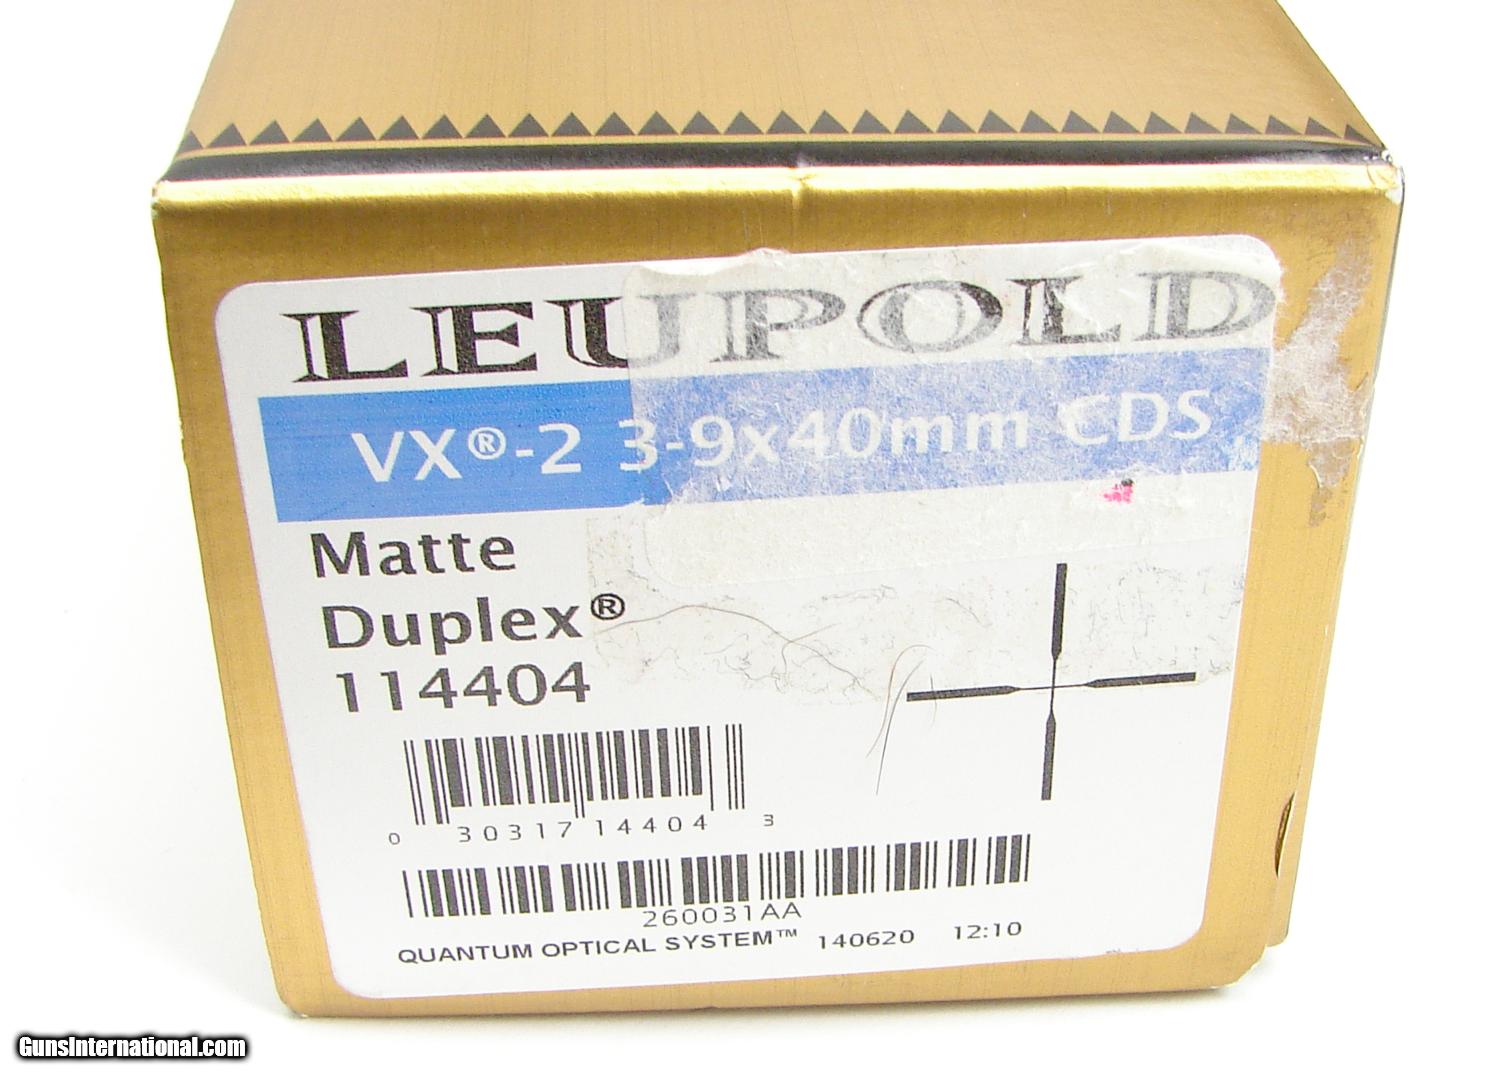 LEUPOLD
VX®-2 3-9x40mm CDS
Matte
Duplex®
114404
0 30317 14404 3
260031AA
QUANTUM OPTICAL SYSTEM™ 140620 12:10
GunsInternational.com